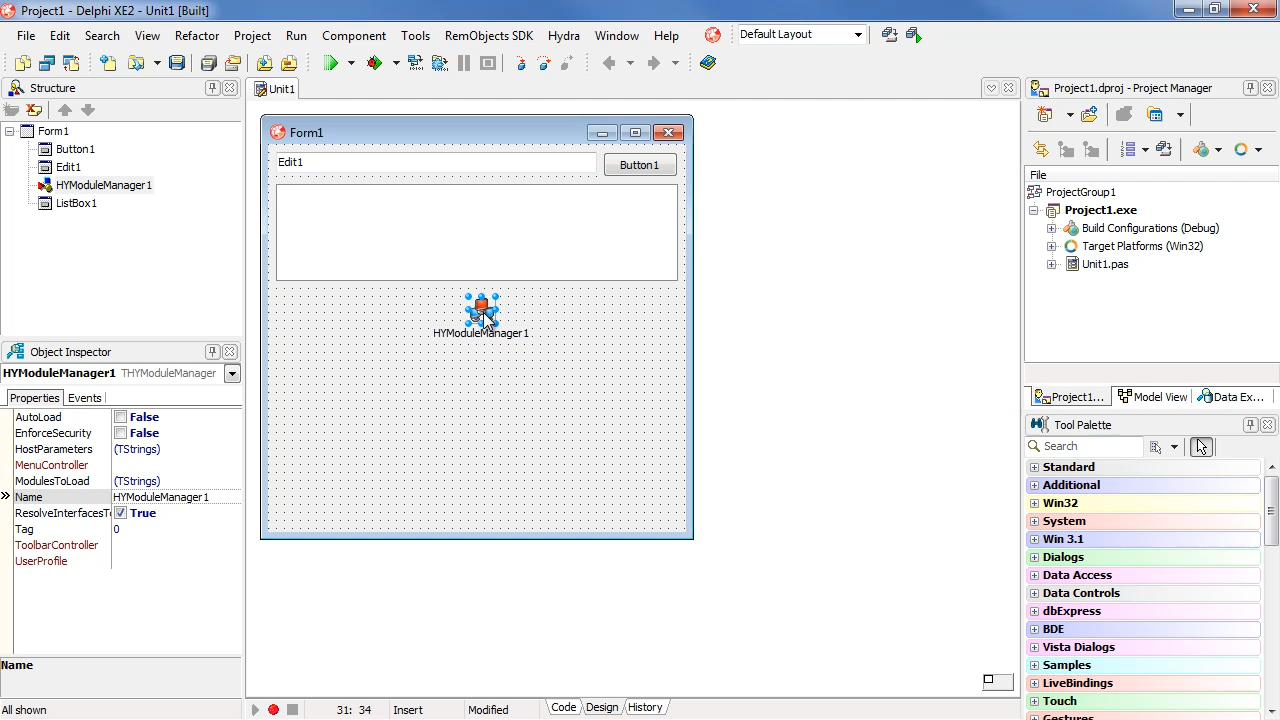 Project1 - Delphi XE2 - Unit1 [Built]
File Edit Search View Refactor Project Run Component Tools RemObjects SDK Hydra Window Help Default Layout
Structure
Form1
Button1
Edit1
HYModuleManager1
ListBox1
Object Inspector
HYModuleManager1 THYModuleManager
Properties Events
AutoLoad False
EnforceSecurity False
HostParameters (TStrings)
MenuController
ModulesToLoad (TStrings)
Name HYModuleManager1
ResolveInterfacesTo True
Tag 0
ToolbarController
UserProfile
Name
All shown
Unit1
Form1
Edit1
Button1
HYModuleManager1
31: 34 Insert Modified Code Design History
Project1.dproj - Project Manager
File
ProjectGroup1
Project1.exe
Build Configurations (Debug)
Target Platforms (Win32)
Unit1.pas
Project1... Model View Data Ex...
Tool Palette
Search
Standard
Additional
Win32
System
Win 3.1
Dialogs
Data Access
Data Controls
dbExpress
BDE
Vista Dialogs
Samples
LiveBindings
Touch
Gestures